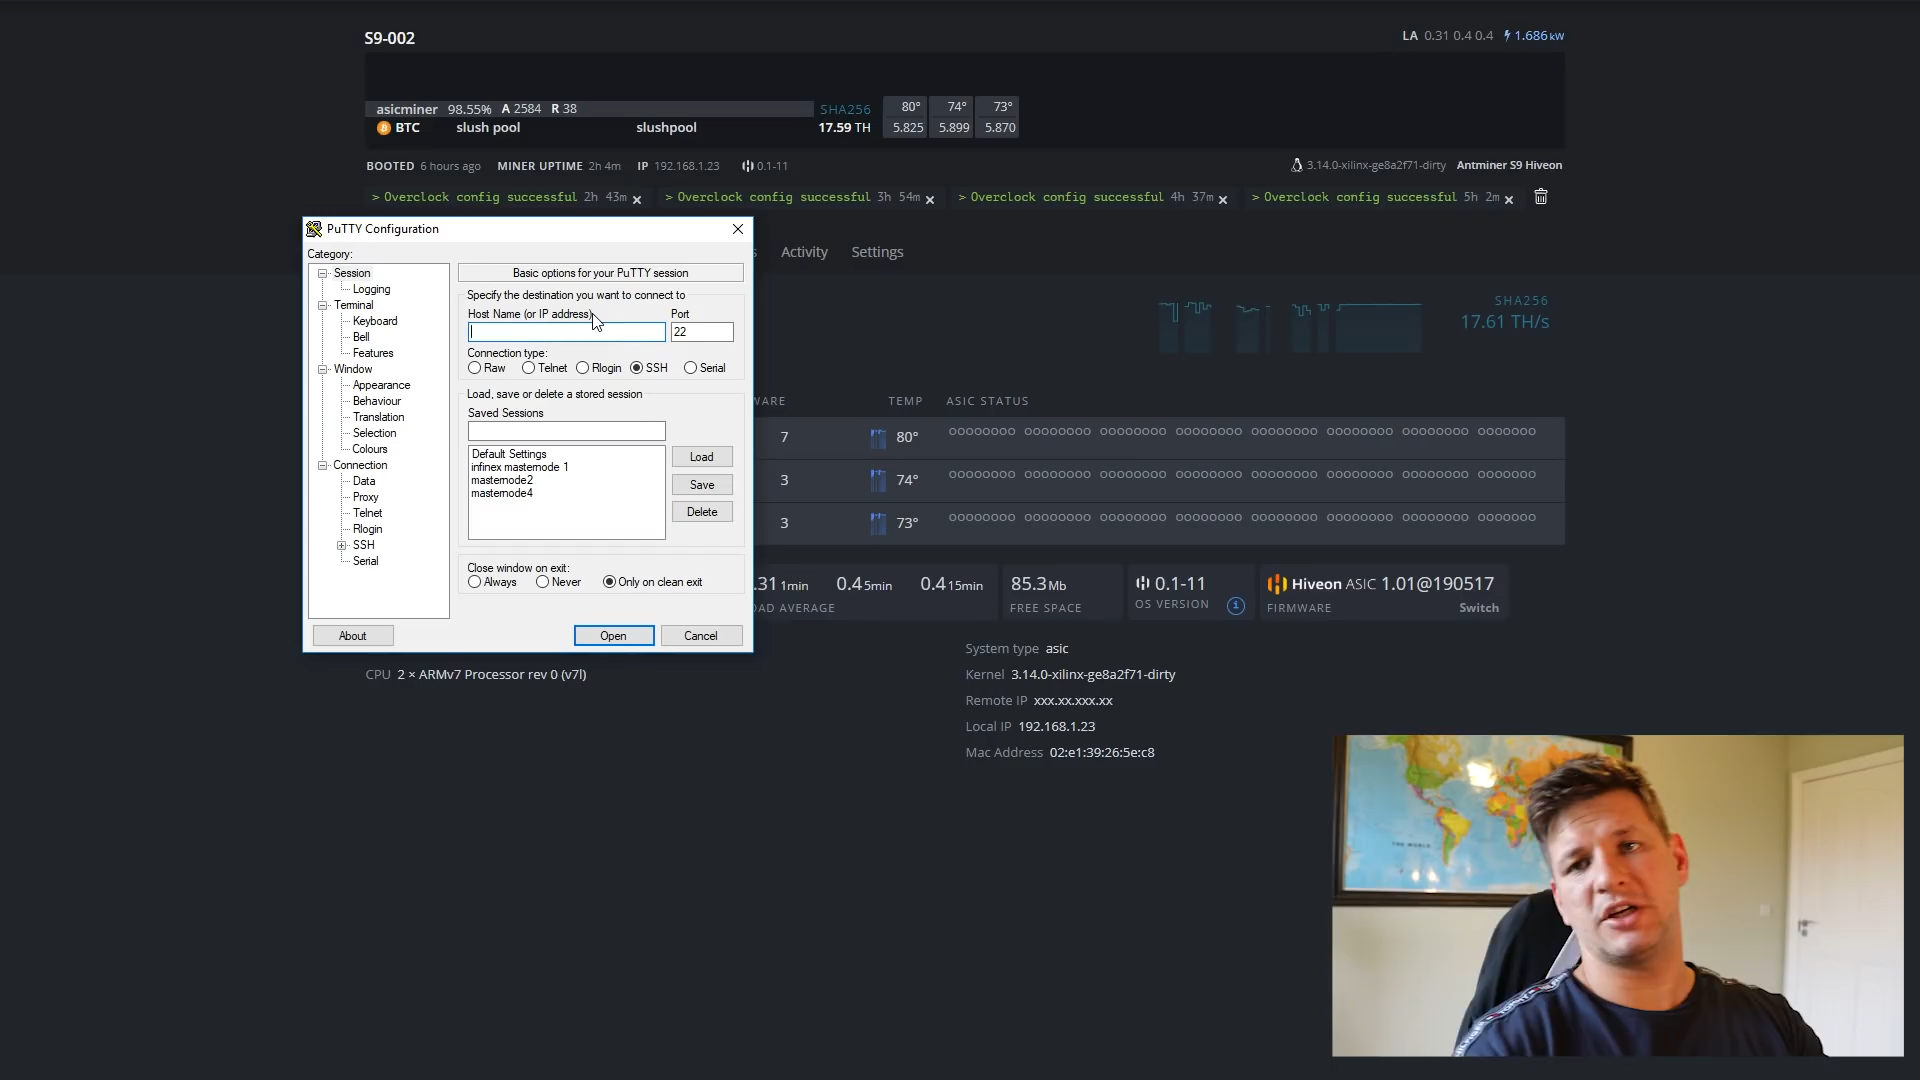 S9-002
LA 0.31 0.4 0.4 1.686 kW
asicminer 98.55% A 2584 R 38
SHA256 80° 74° 73°
BTC slush pool slushpool 17.59 TH 5.825 5.899 5.870
BOOTED 6 hours ago MINER UPTIME 2h 4m IP 192.168.1.23 0.1-11
3.14.0-xilinx-ge8a2f71-dirty Antminer S9 Hiveon
> Overclock config successful 2h 43m × > Overclock config successful 3h 54m × > Overclock config successful 4h 37m × > Overclock config successful 5h 2m ×
s Activity Settings
PuTTY Configuration
Category:
Session
Logging
Terminal
Keyboard
Bell
Features
Window
Appearance
Behaviour
Translation
Selection
Colours
Connection
Data
Proxy
Telnet
Rlogin
SSH
Serial
Basic options for your PuTTY session
Specify the destination you want to connect to
Host Name (or IP address) Port
22
Connection type:
Raw Telnet Rlogin SSH Serial
Load, save or delete a stored session
Saved Sessions
Default Settings
infinex masternode 1
masternode2
masternode4
Load
Save
Delete
Close window on exit:
Always Never Only on clean exit
About Open Cancel
SHA256
17.61 TH/s
WARE TEMP ASIC STATUS
7 80° oooooooo oooooooo oooooooo oooooooo oooooooo oooooooo oooooooo ooooooo
3 74° oooooooo oooooooo oooooooo oooooooo oooooooo oooooooo oooooooo ooooooo
3 73° oooooooo oooooooo oooooooo oooooooo oooooooo oooooooo oooooooo ooooooo
.31 1min 0.4 5min 0.4 15min
OAD AVERAGE
85.3 Mb
FREE SPACE
0.1-11
OS VERSION i
Hiveon ASIC 1.01@190517
FIRMWARE Switch
CPU 2 × ARMv7 Processor rev 0 (v7l)
System type asic
Kernel 3.14.0-xilinx-ge8a2f71-dirty
Remote IP xxx.xx.xxx.xx
Local IP 192.168.1.23
Mac Address 02:e1:39:26:5e:c8
THE WORLD